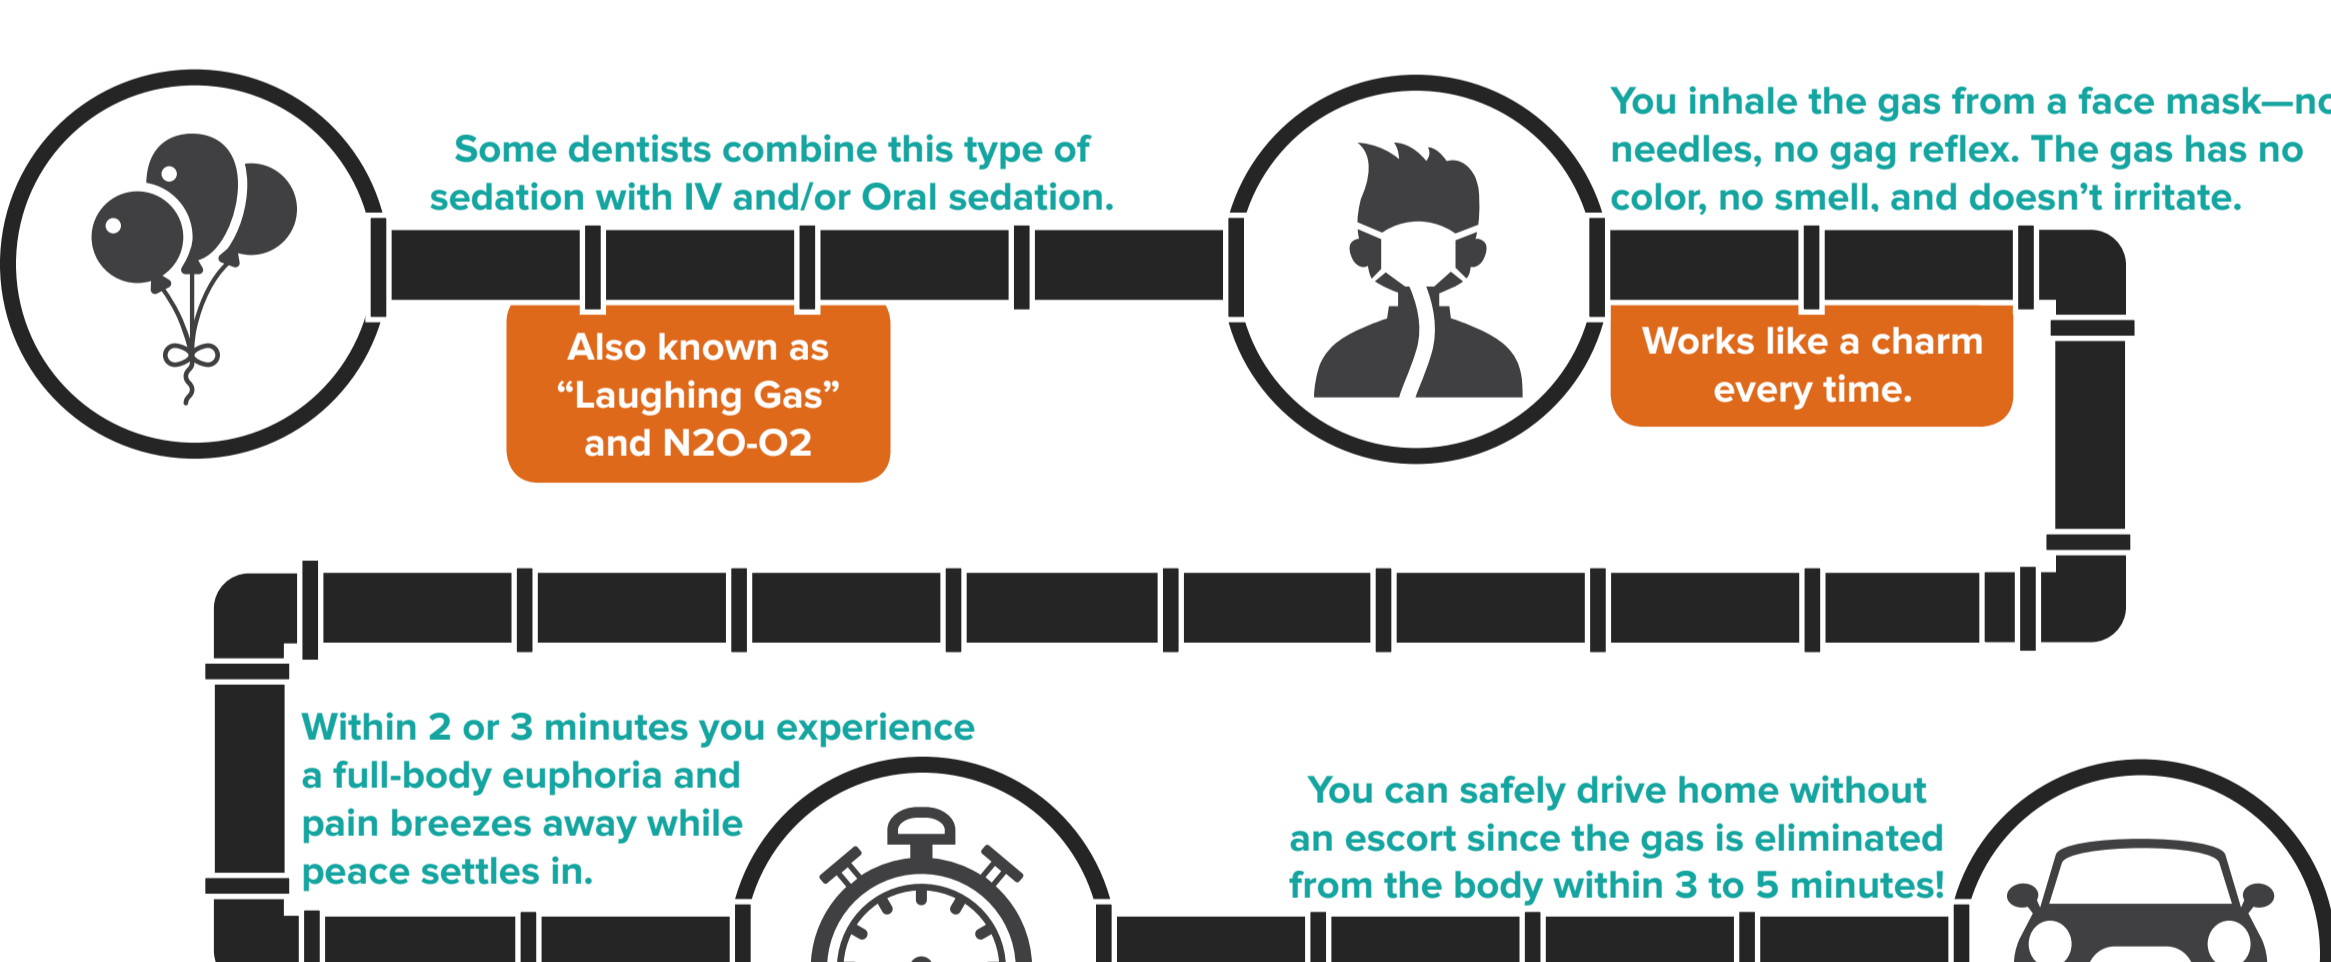 Some dentists combine this type of
sedation with IV and/or Oral sedation.
Also known as
“Laughing Gas”
and N2O-O2
You inhale the gas from a face mask—no
needles, no gag reflex. The gas has no
color, no smell, and doesn’t irritate.
Works like a charm
every time.
Within 2 or 3 minutes you experience
a full-body euphoria and
pain breezes away while
peace settles in.
You can safely drive home without
an escort since the gas is eliminated
from the body within 3 to 5 minutes!